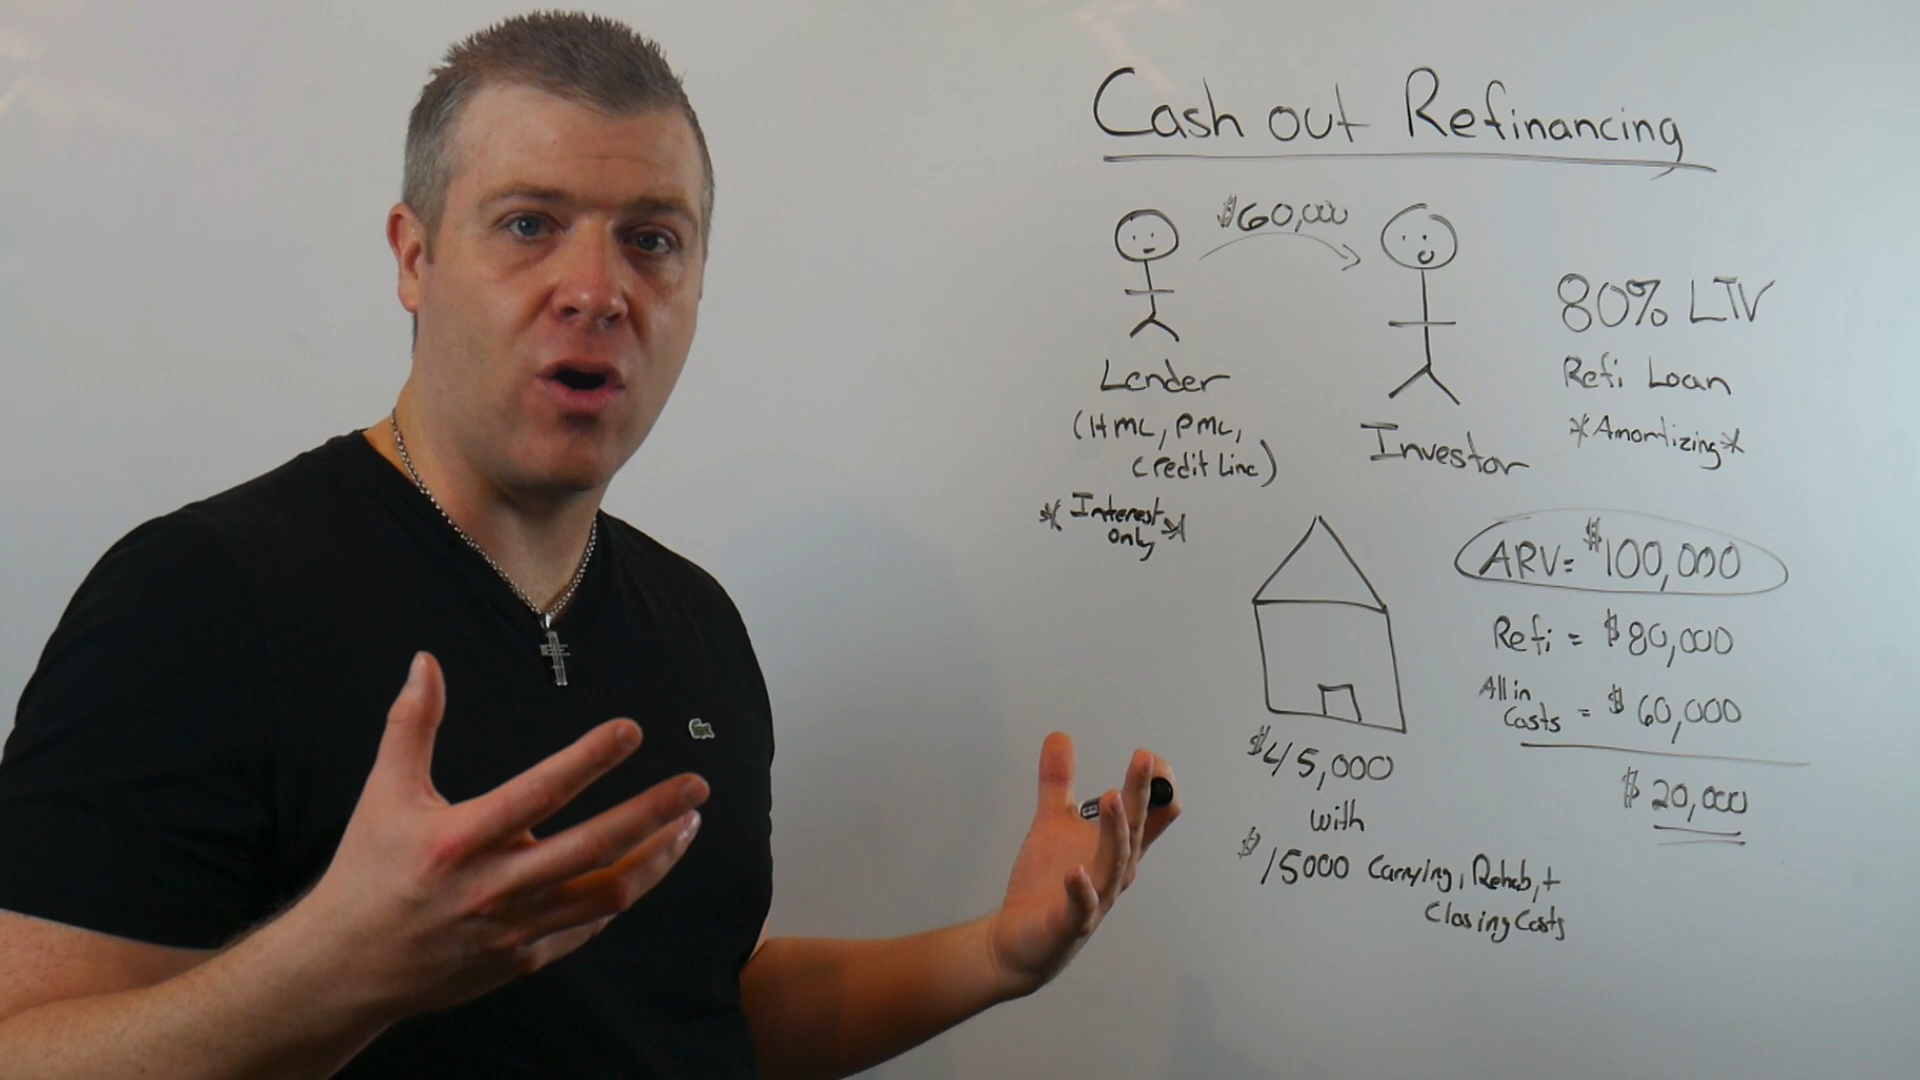 Cash out Refinancing
$60,000
80% LTV
Refi Loan
*Amortizing*
Lender
(HML, PML,
Credit Line)
*Interest
Only*
Investor
ARV= $100,000
Refi = $80,000
All in
Costs = $60,000
$20,000
$45,000
with
$15000 Carrying, Rehab, +
Closing Costs